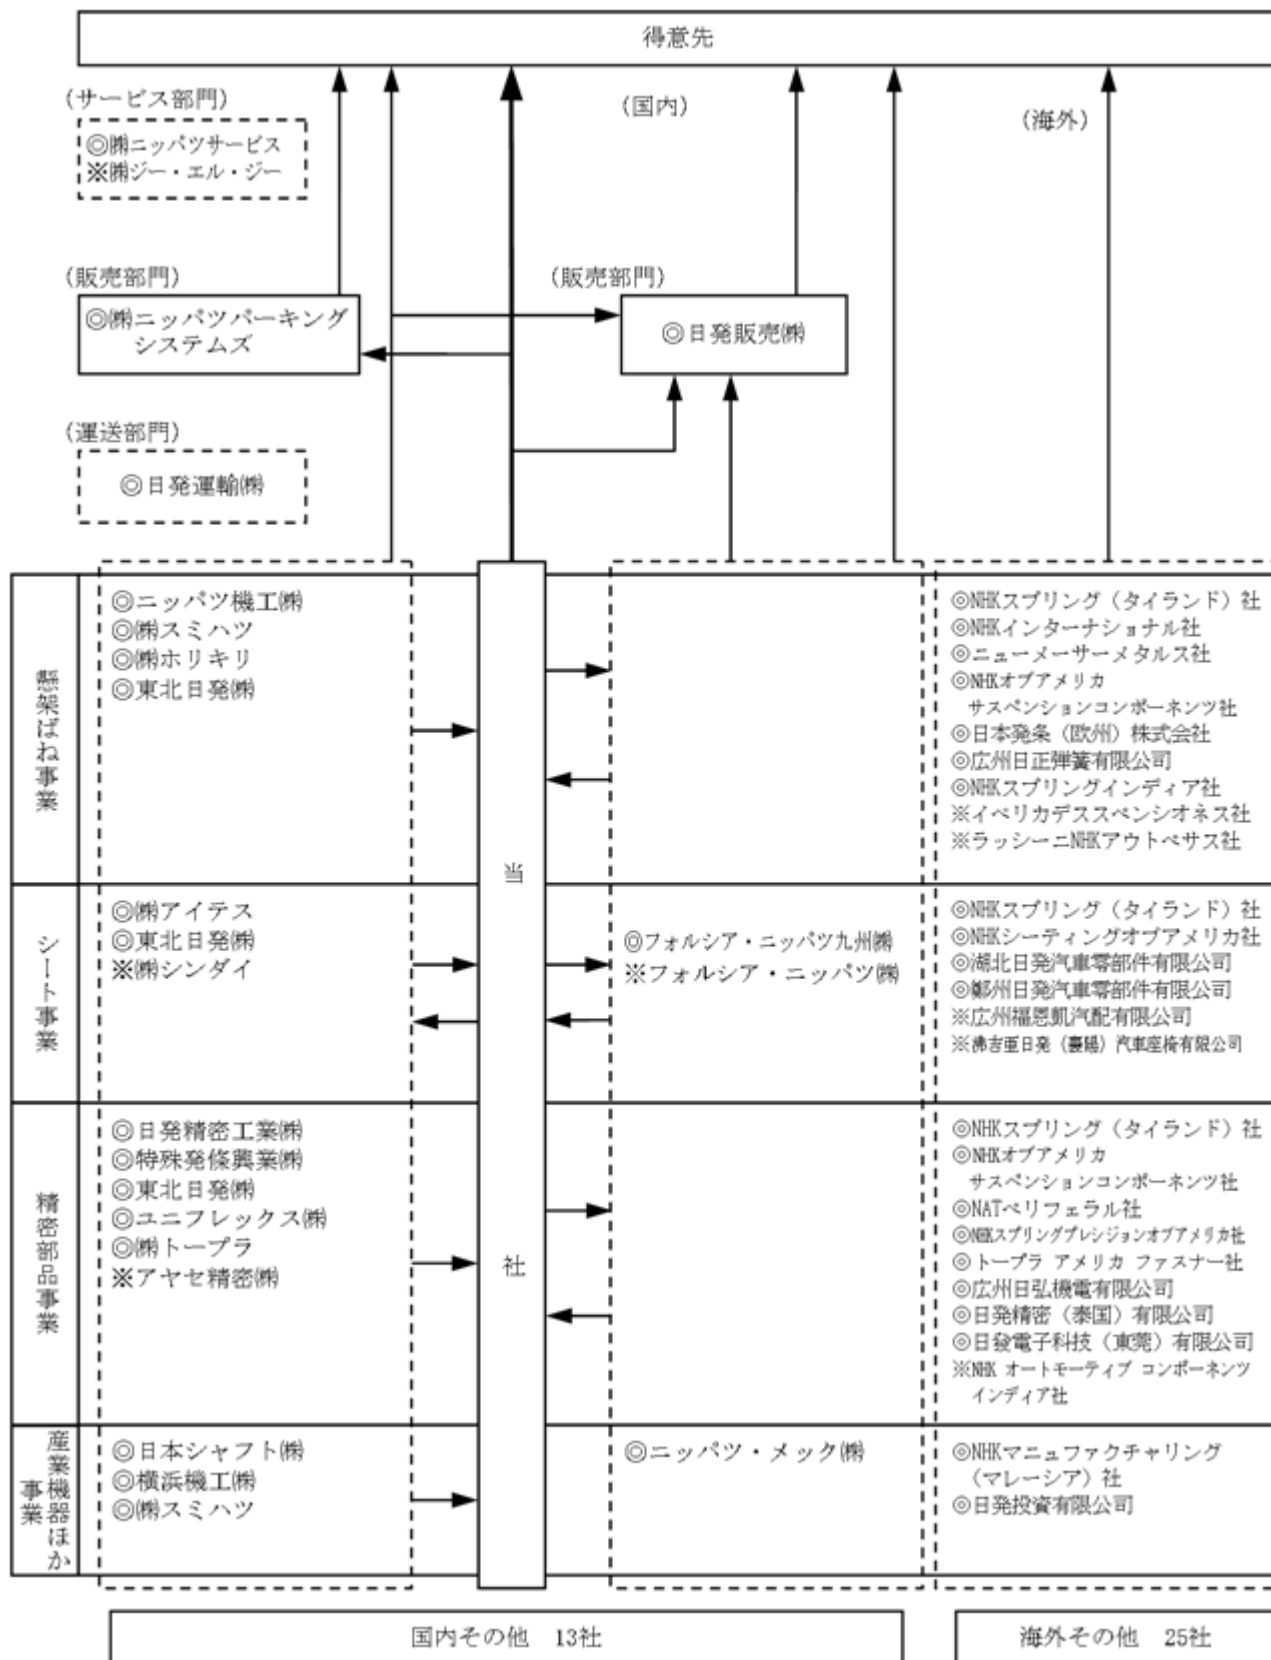 得意先
(サービス部門)
◎㈱ニッパツサービス
※㈱ジー・エル・ジー
(国内)
(海外)
(販売部門)
◎㈱ニッパツパーキング
システムズ
(販売部門)
◎日発販売㈱
(運送部門)
◎日発運輸㈱
懸架ばね事業
◎ニッパツ機工㈱
◎㈱スミハツ
◎㈱ホリキリ
◎東北日発㈱
◎NHKスプリング（タイランド）社
◎NHKインターナショナル社
◎ニューメーサーメタルス社
◎NHKオブアメリカ
サスペンションコンポーネンツ社
◎日本発条（欧州）株式会社
◎広州日正弾簧有限公司
◎NHKスプリングインディア社
※イベリカデススペンシオネス社
※ラッシーニNHKアウトペサス社
当社
シート事業
◎㈱アイテス
◎東北日発㈱
※㈱シンダイ
◎フォルシア・ニッパツ九州㈱
※フォルシア・ニッパツ㈱
◎NHKスプリング（タイランド）社
◎NHKシーティングオブアメリカ社
◎湖北日発汽車零部件有限公司
◎鄭州日発汽車零部件有限公司
※広州福恩凱汽配有限公司
※佛吉亜日発（襄陽）汽車座椅有限公司
精密部品事業
◎日発精密工業㈱
◎特殊発條興業㈱
◎東北日発㈱
◎ユニフレックス㈱
◎㈱トープラ
※アヤセ精密㈱
◎NHKスプリング（タイランド）社
◎NHKオブアメリカ
サスペンションコンポーネンツ社
◎NATペリフェラル社
◎NHKスプリングプレシジョンオブアメリカ社
◎トープラ アメリカ ファスナー社
◎広州日弘機電有限公司
◎日発精密（泰国）有限公司
◎日發電子科技（東莞）有限公司
※NHK オートモーティブ コンポーネンツ
インディア社
産業機器ほか
事業
◎日本シャフト㈱
◎横浜機工㈱
◎㈱スミハツ
◎ニッパツ・メック㈱
◎NHKマニュファクチャリング
（マレーシア）社
◎日発投資有限公司
国内その他 13社
海外その他 25社